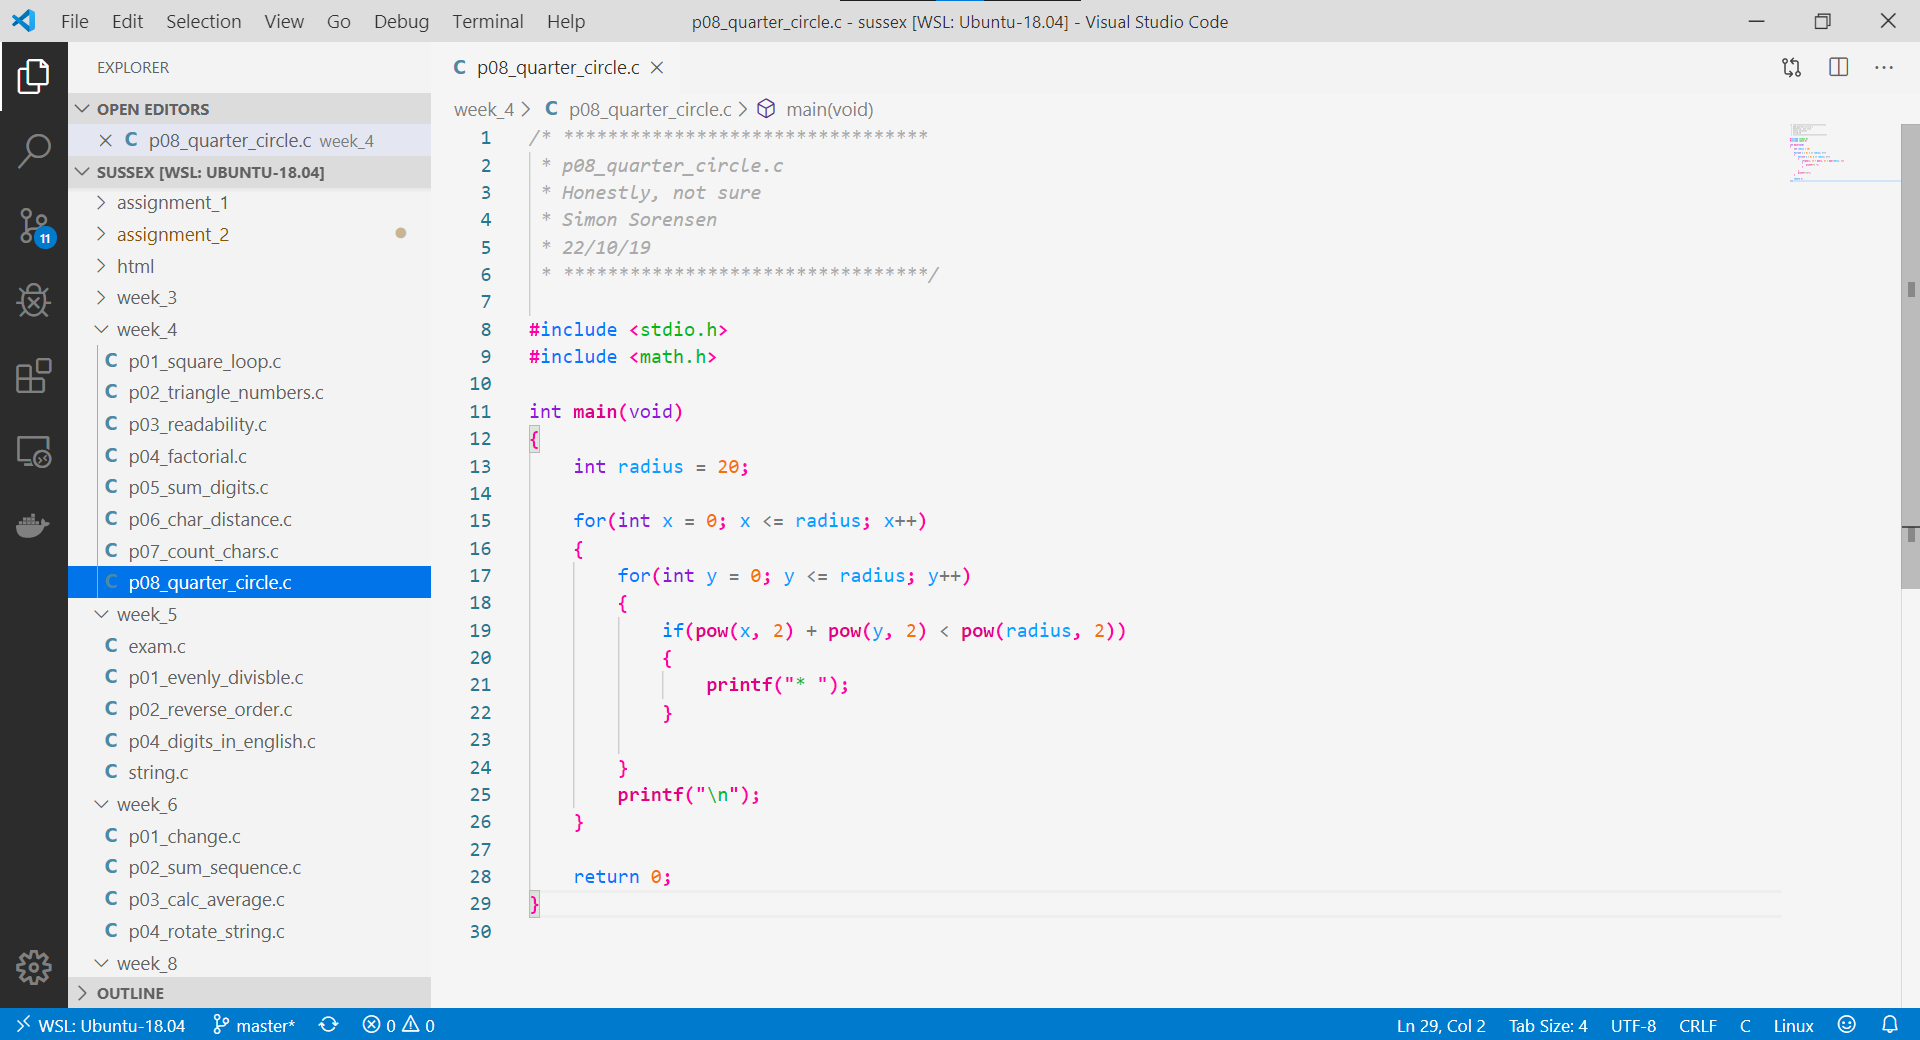 File Edit Selection View Go Debug Terminal Help p08_quarter_circle.c - sussex [WSL: Ubuntu-18.04] - Visual Studio Code
EXPLORER
OPEN EDITORS
C p08_quarter_circle.c week_4
SUSSEX [WSL: UBUNTU-18.04]
assignment_1
assignment_2
html
week_3
week_4
C p01_square_loop.c
C p02_triangle_numbers.c
C p03_readability.c
C p04_factorial.c
C p05_sum_digits.c
C p06_char_distance.c
C p07_count_chars.c
C p08_quarter_circle.c
week_5
C exam.c
C p01_evenly_divisble.c
C p02_reverse_order.c
C p04_digits_in_english.c
C string.c
week_6
C p01_change.c
C p02_sum_sequence.c
C p03_calc_average.c
C p04_rotate_string.c
week_8
OUTLINE
11
C p08_quarter_circle.c
week_4 > C p08_quarter_circle.c > main(void)
1 /* *********************************
2 * p08_quarter_circle.c
3 * Honestly, not sure
4 * Simon Sorensen
5 * 22/10/19
6 * *********************************/
7
8 #include <stdio.h>
9 #include <math.h>
10
11 int main(void)
12 {
13 int radius = 20;
14
15 for(int x = 0; x <= radius; x++)
16 {
17 for(int y = 0; y <= radius; y++)
18 {
19 if(pow(x, 2) + pow(y, 2) < pow(radius, 2))
20 {
21 printf("* ");
22 }
23
24 }
25 printf("\n");
26 }
27
28 return 0;
29 }
30
WSL: Ubuntu-18.04 master* 0 0 Ln 29, Col 2 Tab Size: 4 UTF-8 CRLF C Linux